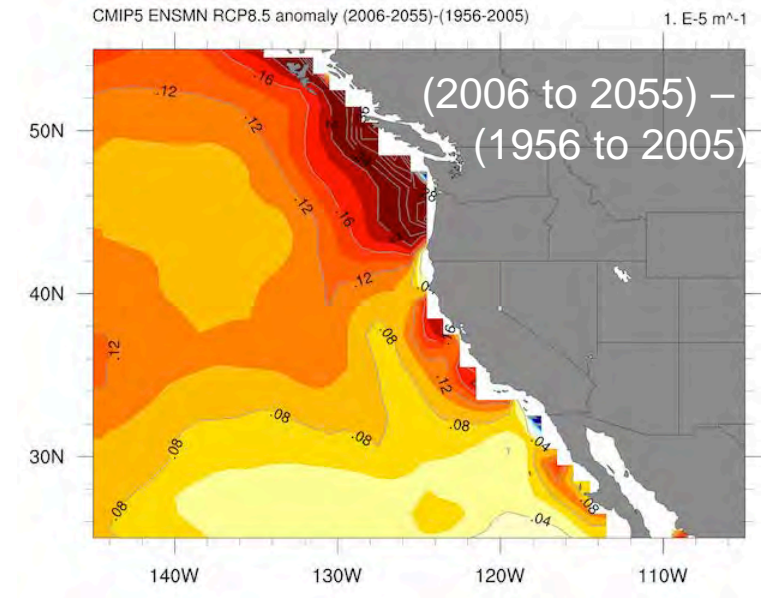 CMIP5 ENSMN RCP8.5 anomaly (2006-2055)-(1956-2005)
1. E-5 m^-1
(2006 to 2055) –
(1956 to 2005)
50N
40N
30N
140W
130W
120W
110W
.16
.12
.12
.12
.16
.12
.12
.08
.12
.08
.08
.08
.08
.08
.04
.08
.04